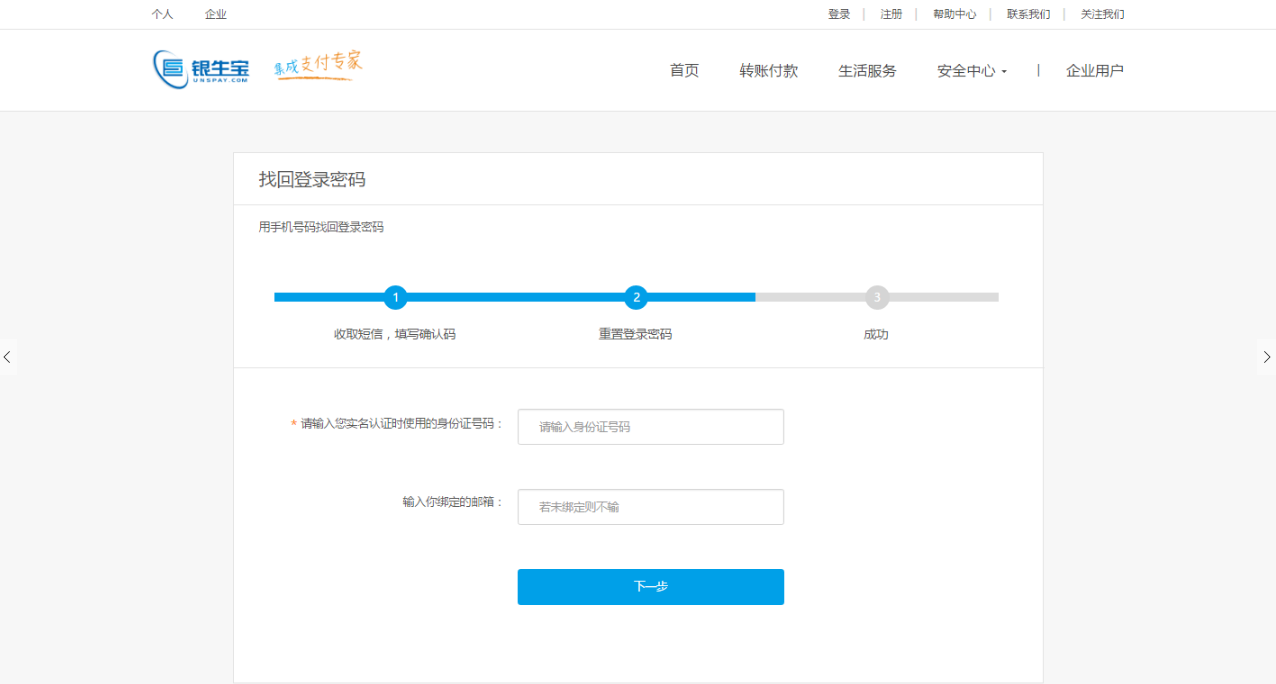 个人 企业 登录 | 注册 | 帮助中心 | 联系我们 | 关注我们
银生宝 UNSPAY.COM 集成支付专家 首页 转账付款 生活服务 安全中心 | 企业用户
找回登录密码
用手机号码找回登录密码
1 2 3
收取短信，填写确认码 重置登录密码 成功
* 请输入您实名认证时使用的身份证号码： 请输入身份证号码
输入你绑定的邮箱： 若未绑定则不输
下一步